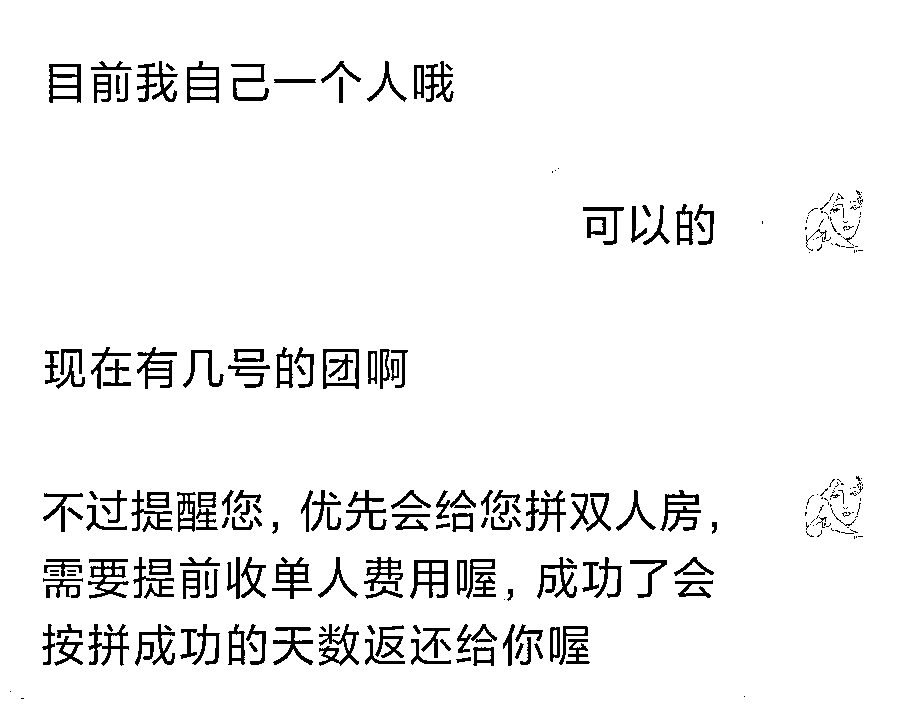 目前我自己一个人哦
可以的
现在有几号的团啊
不过提醒您，优先会给您拼双人房，
需要提前收单人费用喔，成功了会
按拼成功的天数返还给你喔